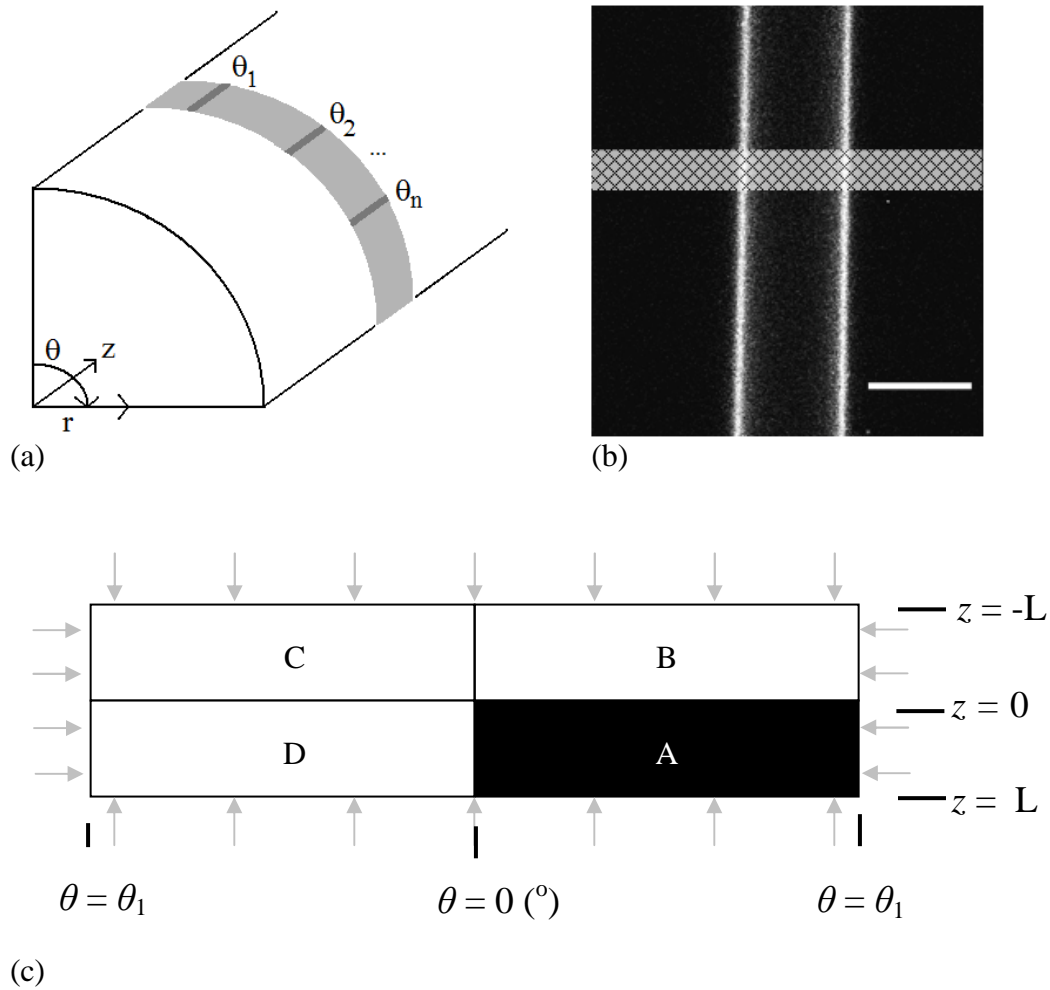 θ1
θ2
...
θn
θ
z
r
(a)
(b)
C
B
D
A
z = -L
z = 0
z = L
θ = θ1
θ = 0 (o)
θ = θ1
(c)